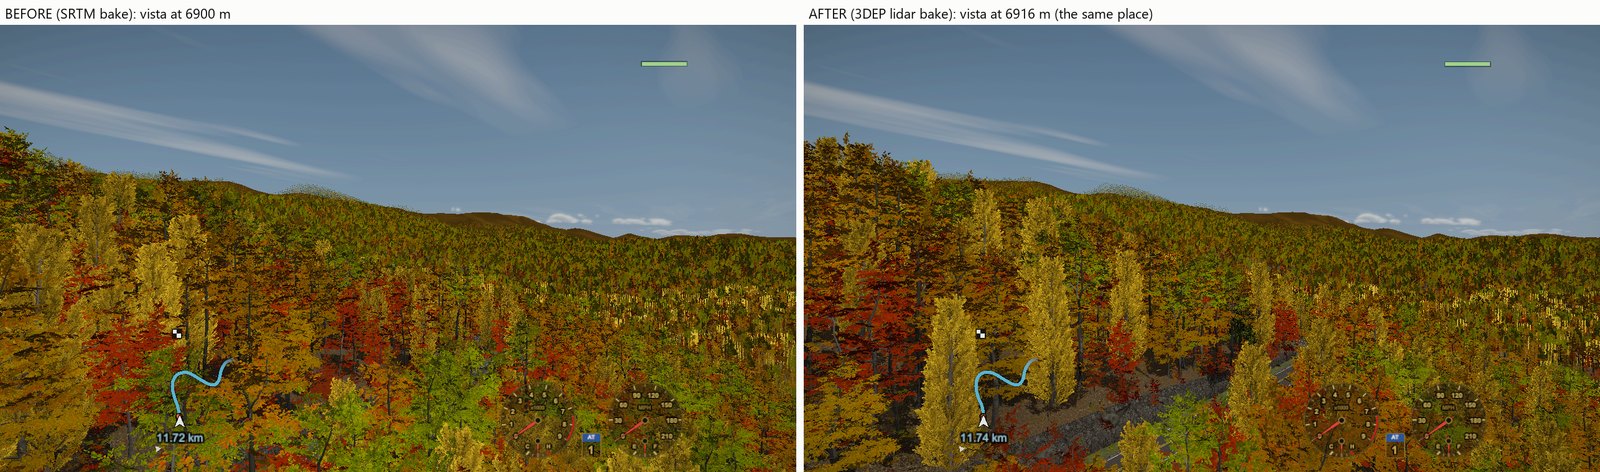 BEFORE (SRTM bake): vista at 6900 m
AFTER (3DEP lidar bake): vista at 6916 m (the same place)
11.72 km
AT
1
11.74 km
AT
1